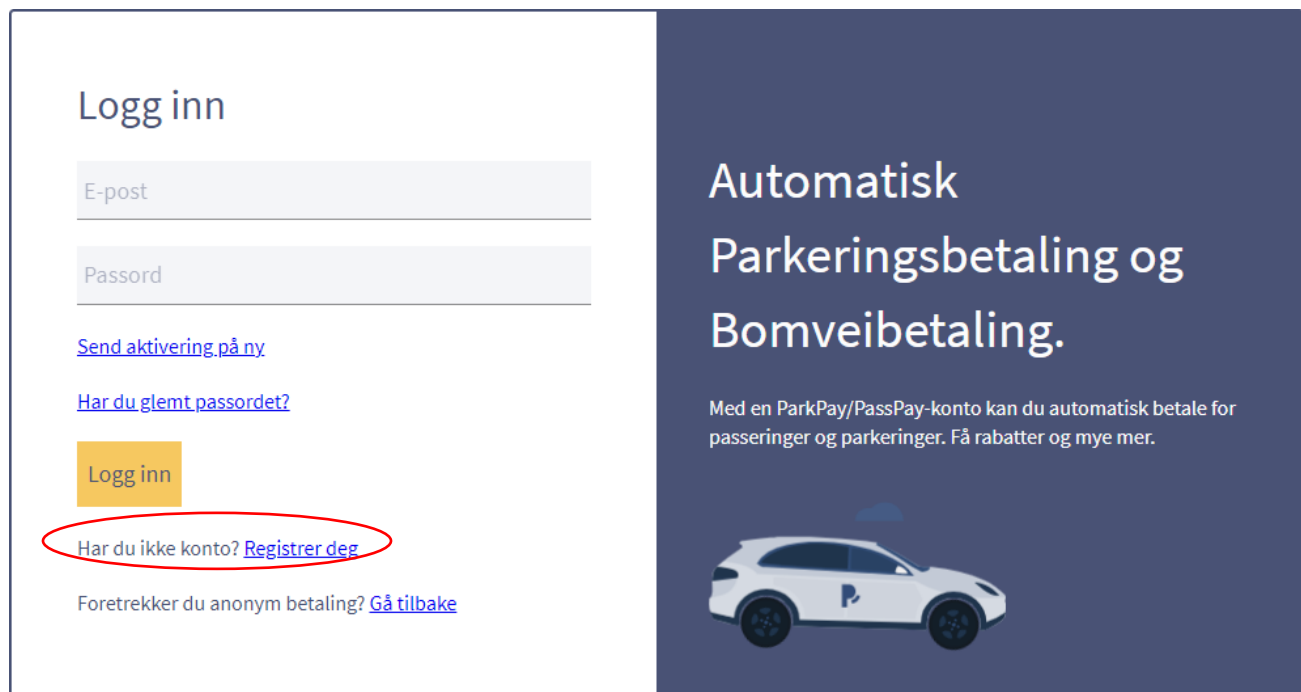 Logg inn
E-post
Passord
Send aktivering på ny
Har du glemt passordet?
Logg inn
Har du ikke konto? Registrer deg
Foretrekker du anonym betaling? Gå tilbake
Automatisk
Parkeringsbetaling og
Bomveibetaling.
Med en ParkPay/PassPay-konto kan du automatisk betale for
passeringer og parkeringer. Få rabatter og mye mer.
P